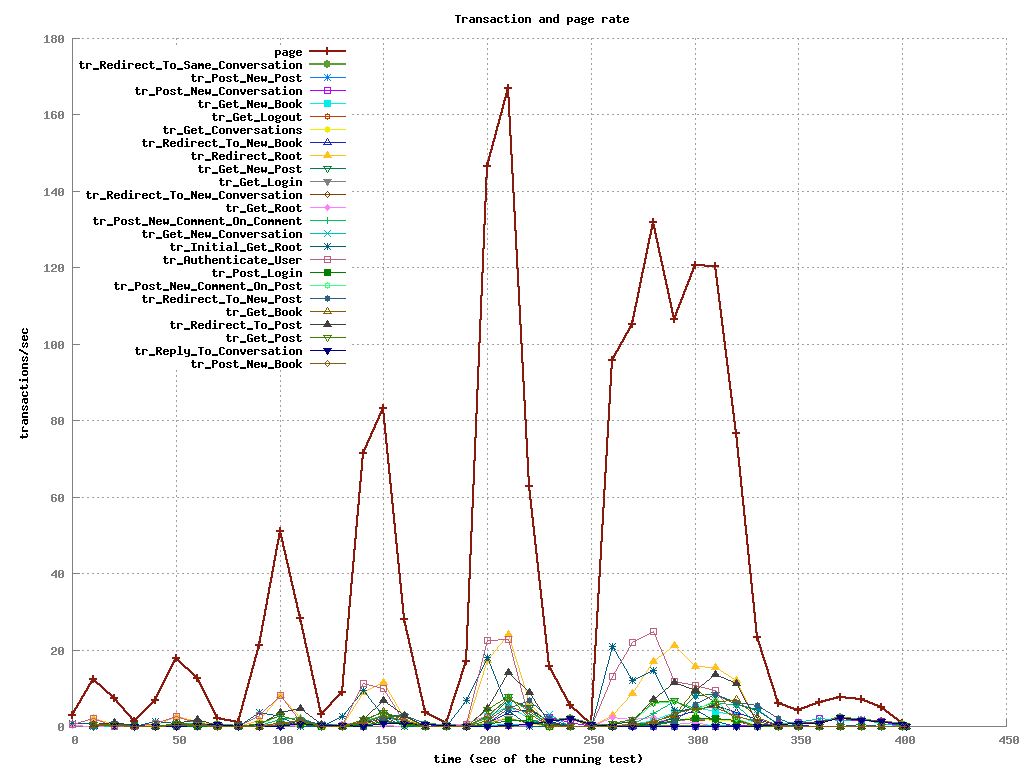 Transaction and page rate
180
160
140
120
100
80
60
40
20
0
transactions/sec
page
tr_Redirect_To_Same_Conversation
tr_Post_New_Post
tr_Post_New_Conversation
tr_Get_New_Book
tr_Get_Logout
tr_Get_Conversations
tr_Redirect_To_New_Book
tr_Redirect_Root
tr_Get_New_Post
tr_Get_Login
tr_Redirect_To_New_Conversation
tr_Get_Root
tr_Post_New_Comment_On_Comment
tr_Get_New_Conversation
tr_Initial_Get_Root
tr_Authenticate_User
tr_Post_Login
tr_Post_New_Comment_On_Post
tr_Redirect_To_New_Post
tr_Get_Book
tr_Redirect_To_Post
tr_Get_Post
tr_Reply_To_Conversation
tr_Post_New_Book
0 50 100 150 200 250 300 350 400 450
time (sec of the running test)